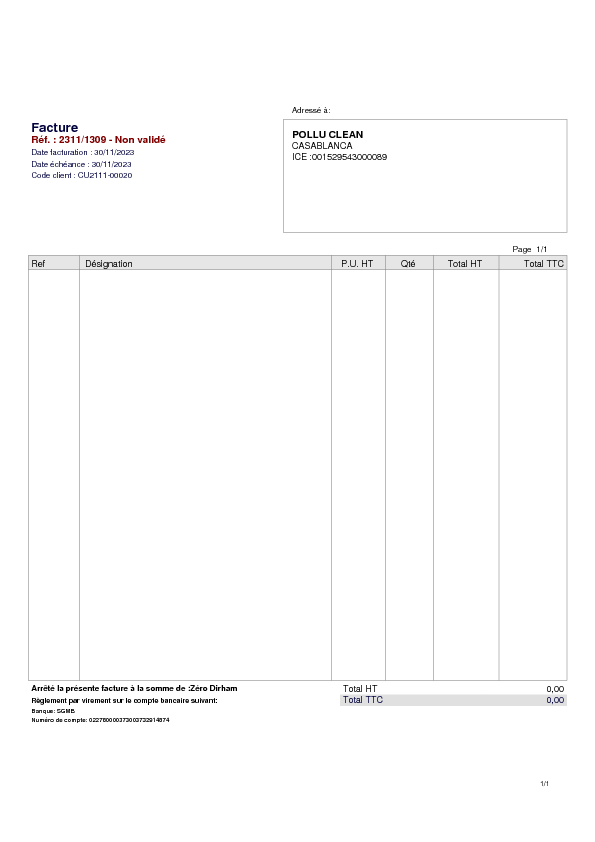 Adressé à:
Facture
Réf. : 2311/1309 - Non validé
Date facturation : 30/11/2023
Date échéance : 30/11/2023
Code client : CU2111-00020
POLLU CLEAN
CASABLANCA
ICE :001529543000089
Page 1/1
Ref Désignation P.U. HT Qté Total HT Total TTC
Arrêté la présente facture à la somme de :Zéro Dirham
Règlement par virement sur le compte bancaire suivant:
Banque: SGMB
Numéro de compte:
Total HT 0,00
Total TTC 0,00
1/1